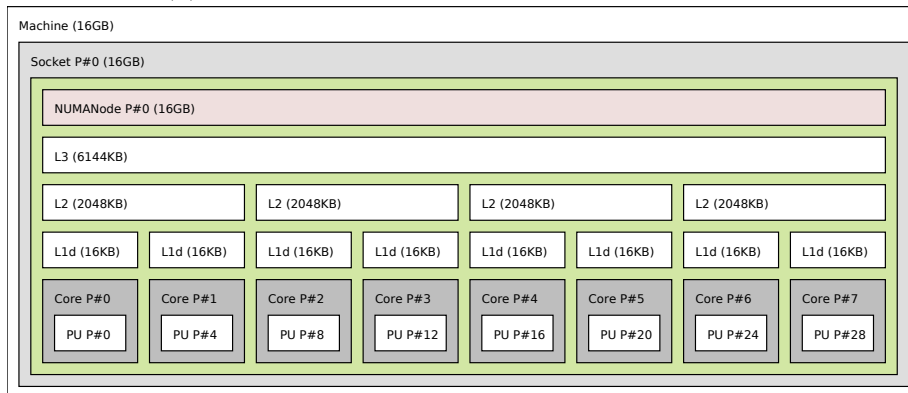 Machine (16GB)
Socket P#0 (16GB)
NUMANode P#0 (16GB)
L3 (6144KB)
L2 (2048KB) L2 (2048KB) L2 (2048KB) L2 (2048KB)
L1d (16KB) L1d (16KB) L1d (16KB) L1d (16KB) L1d (16KB) L1d (16KB) L1d (16KB) L1d (16KB)
Core P#0 Core P#1 Core P#2 Core P#3 Core P#4 Core P#5 Core P#6 Core P#7
PU P#0 PU P#4 PU P#8 PU P#12 PU P#16 PU P#20 PU P#24 PU P#28